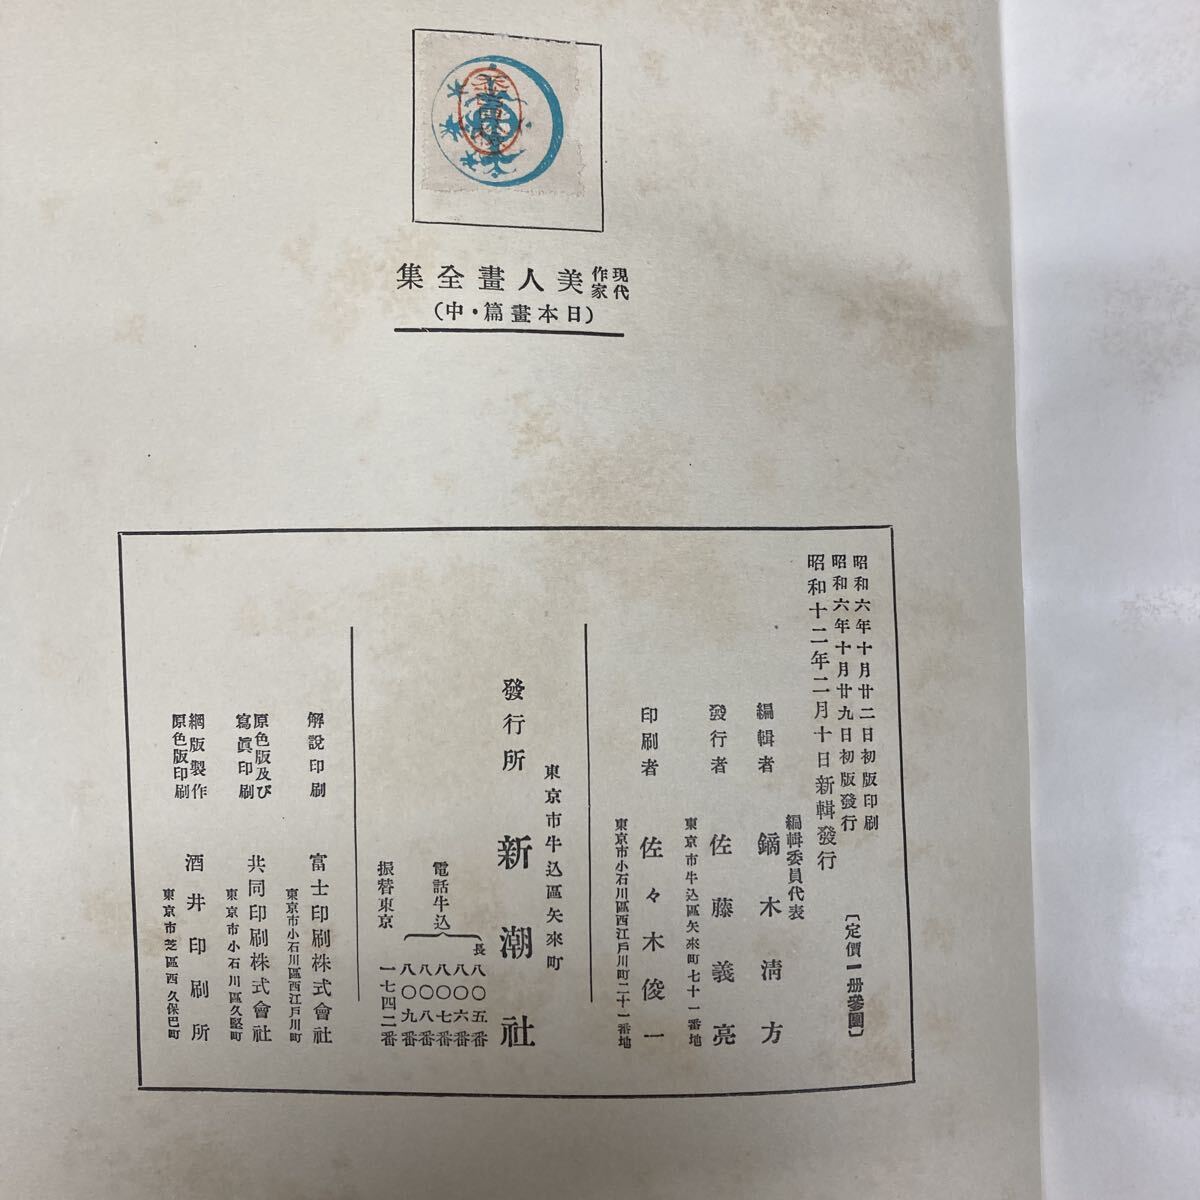 現代作家美人畫全集
(日本畫篇・中)
昭和六年十月廿二日初版印刷
昭和六年十月廿九日初版發行
昭和十二年二月十日新輯發行
〔定價一册參圓〕
編輯委員代表
編輯者 鏑木淸方
發行者 佐藤義亮
東京市牛込區矢來町七十一番地
印刷者 佐々木俊一
東京市小石川區西江戸川町二十一番地
東京市牛込區矢來町
發行所 新潮社
電話牛込
長八〇五番
八〇六番
八〇七番
八〇八番
八〇九番
振替東京 一七四二番
解說印刷 富士印刷株式會社
東京市小石川區西江戸川町
原色版及び寫眞印刷 共同印刷株式會社
東京市小石川區久堅町
網版製作原色版印刷 酒井印刷所
東京市芝區西久保巴町